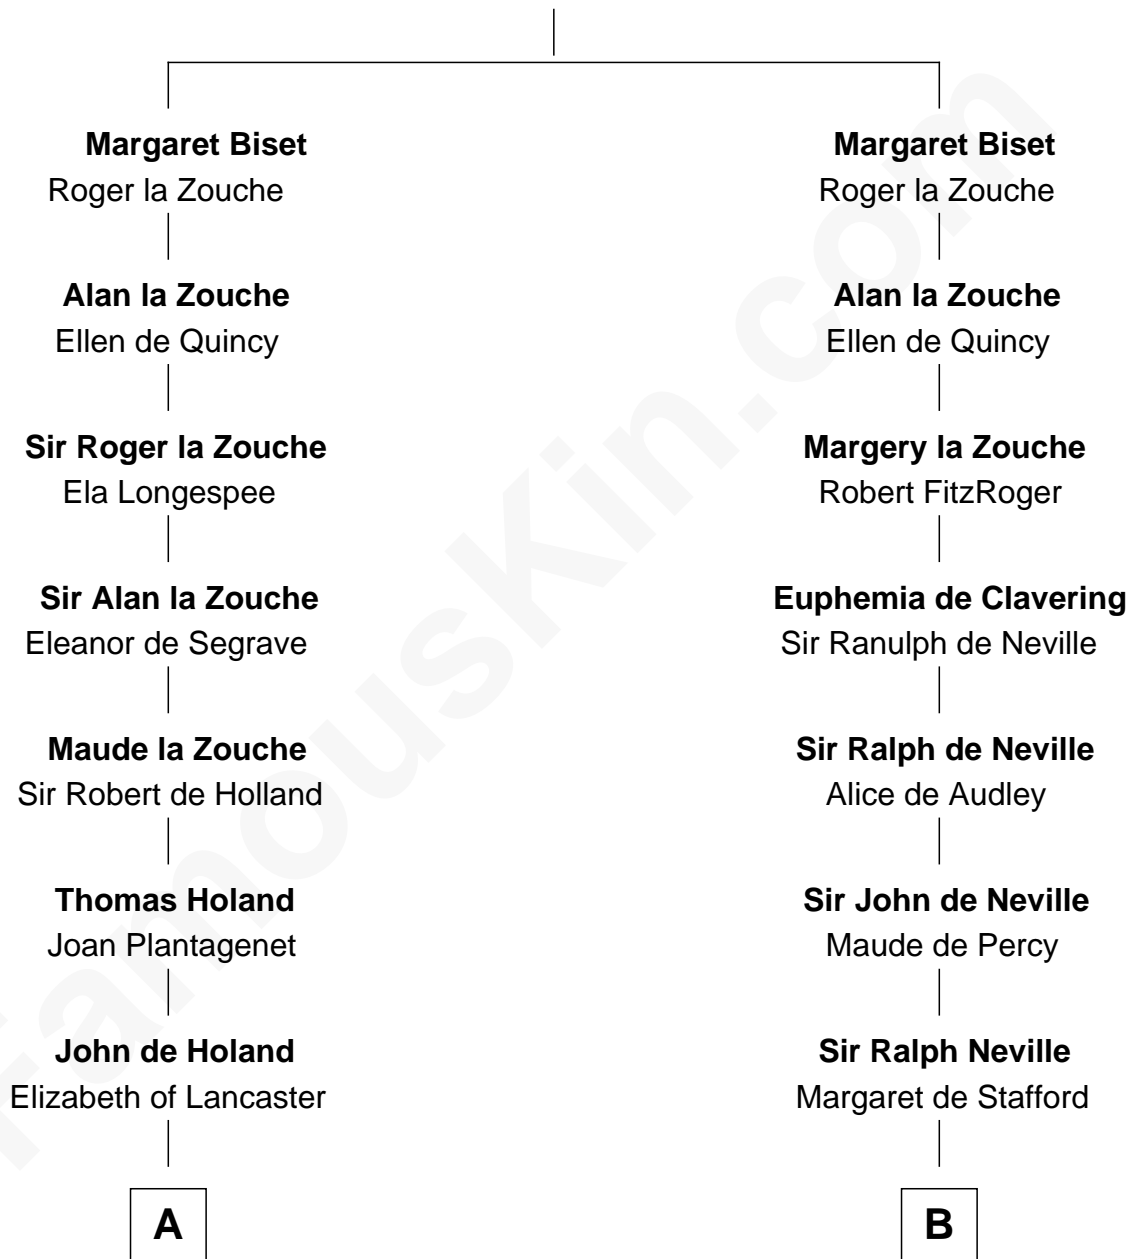 Margaret Biset
Roger la Zouche
Alan la Zouche
Ellen de Quincy
Sir Roger la Zouche
Ela Longespee
Sir Alan la Zouche
Eleanor de Segrave
Maude la Zouche
Sir Robert de Holland
Thomas Holand
Joan Plantagenet
John de Holand
Elizabeth of Lancaster
A
Margaret Biset
Roger la Zouche
Alan la Zouche
Ellen de Quincy
Margery la Zouche
Robert FitzRoger
Euphemia de Clavering
Sir Ranulph de Neville
Sir Ralph de Neville
Alice de Audley
Sir John de Neville
Maude de Percy
Sir Ralph Neville
Margaret de Stafford
B
FamousKin.com